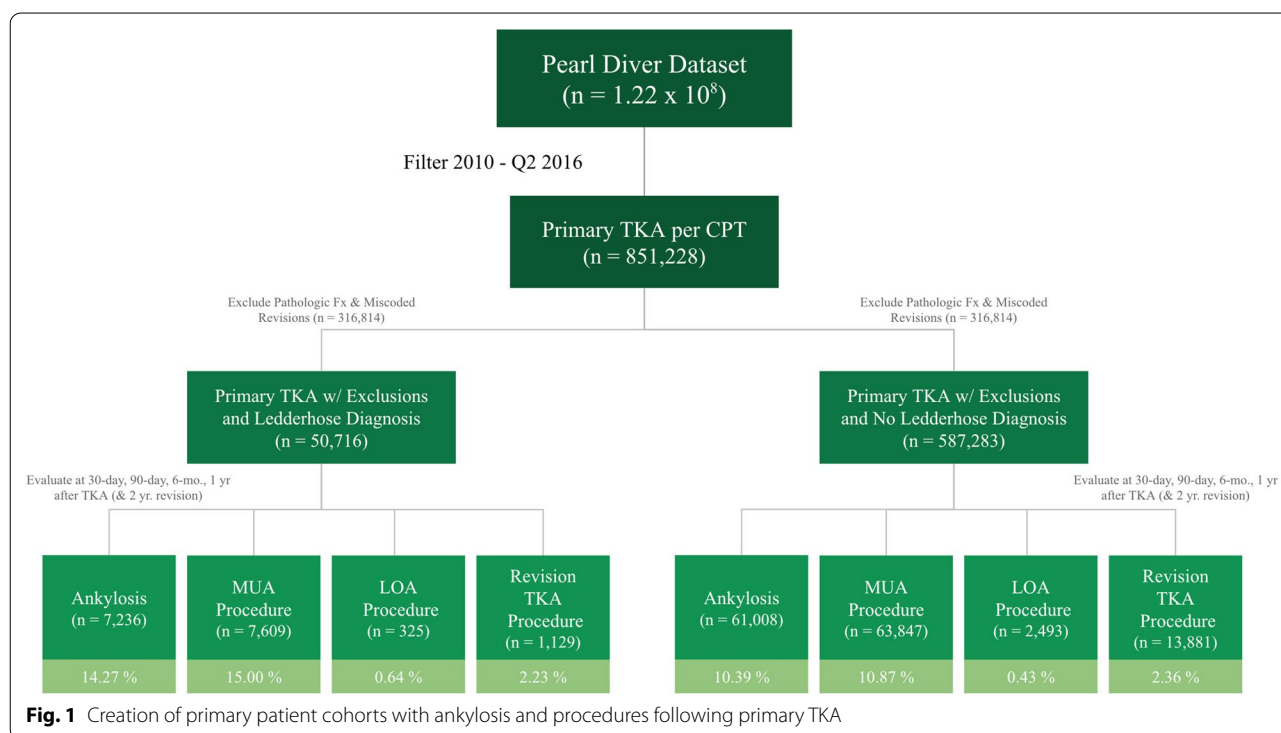 Pearl Diver Dataset
(n = 1.22 x 10⁸)
Filter 2010 - Q2 2016
Primary TKA per CPT
(n = 851,228)
Exclude Pathologic Fx & Miscoded
Revisions (n = 316,814)
Exclude Pathologic Fx & Miscoded
Revisions (n = 316,814)
Primary TKA w/ Exclusions
and Ledderhose Diagnosis
(n = 50,716)
Primary TKA w/ Exclusions
and No Ledderhose Diagnosis
(n = 587,283)
Evaluate at 30-day, 90-day, 6-mo., 1 yr
after TKA (& 2 yr. revision)
Evaluate at 30-day, 90-day, 6-mo., 1 yr
after TKA (& 2 yr. revision)
Ankylosis
(n = 7,236)
14.27 %
MUA
Procedure
(n = 7,609)
15.00 %
LOA
Procedure
(n = 325)
0.64 %
Revision
TKA
Procedure
(n = 1,129)
2.23 %
Ankylosis
(n = 61,008)
10.39 %
MUA
Procedure
(n = 63,847)
10.87 %
LOA
Procedure
(n = 2,493)
0.43 %
Revision
TKA
Procedure
(n = 13,881)
2.36 %
Fig. 1 Creation of primary patient cohorts with ankylosis and procedures following primary TKA